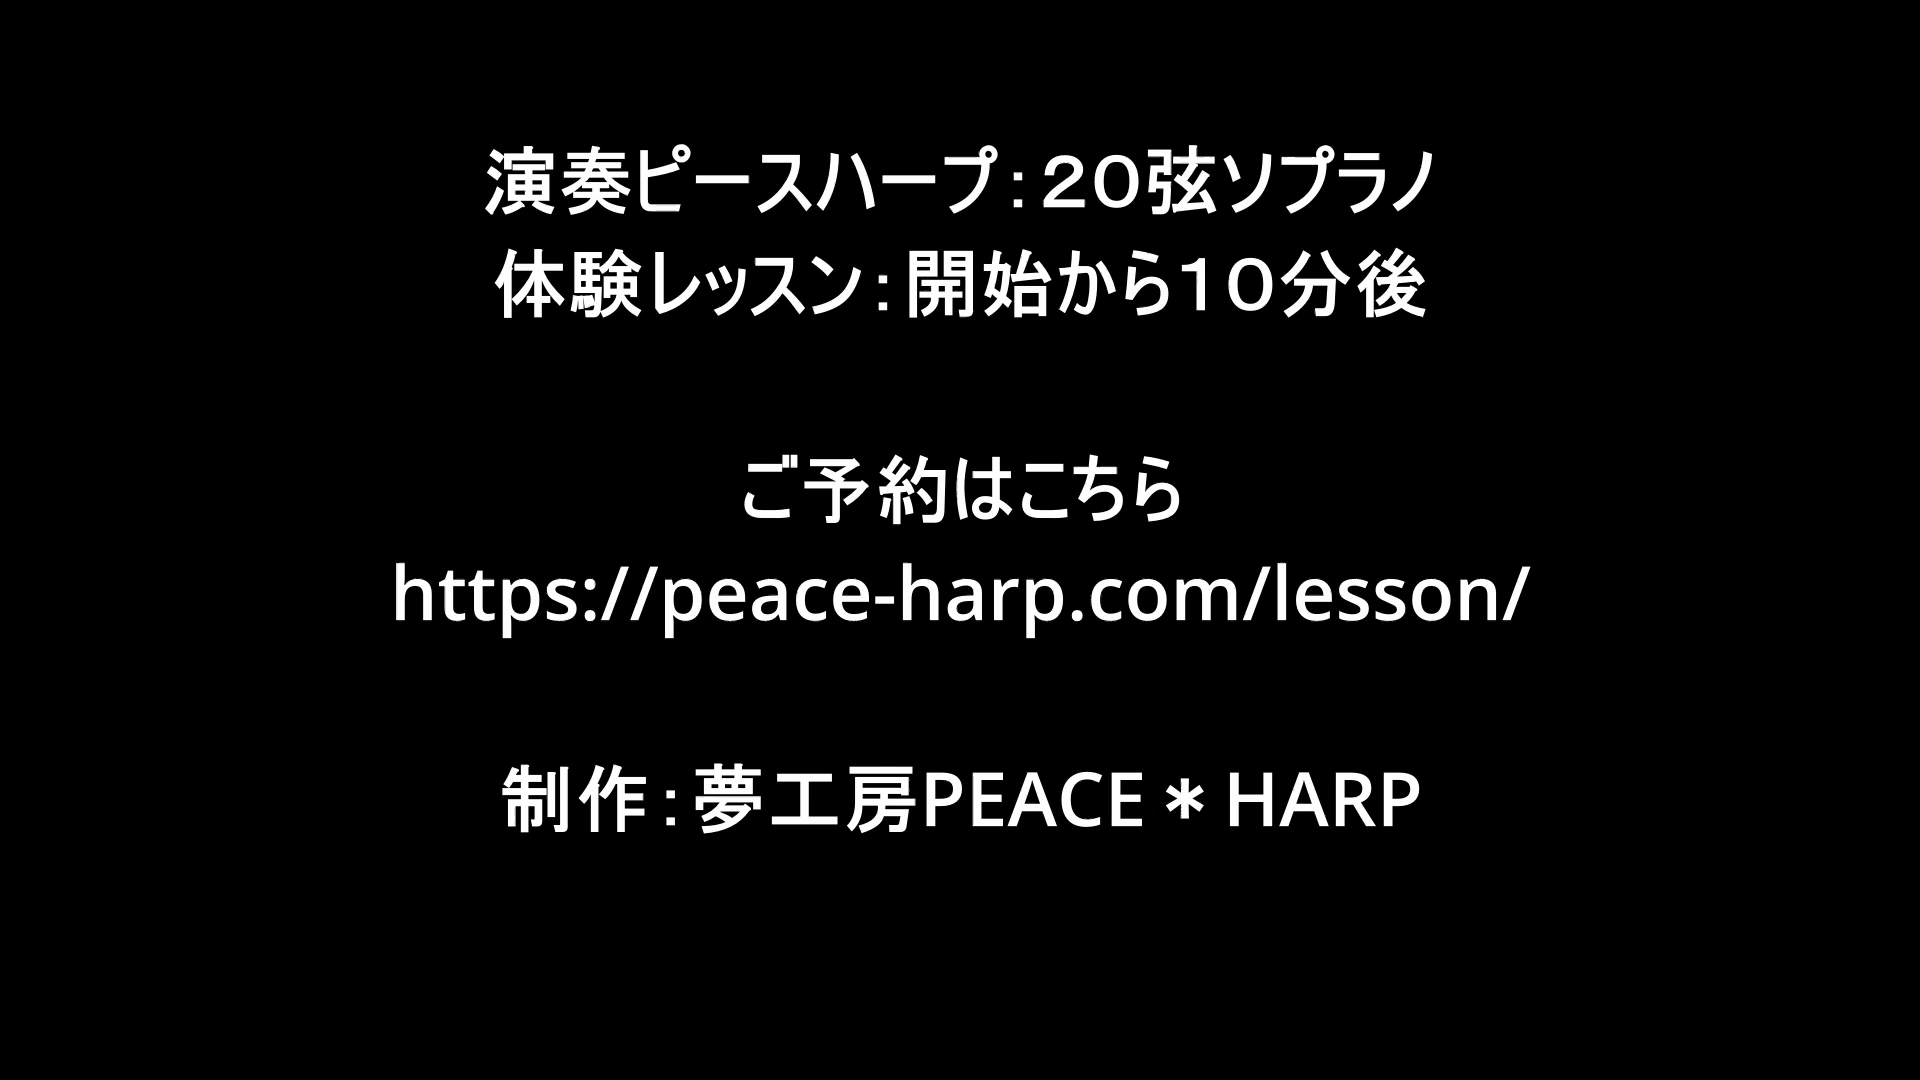 演奏ピースハープ：２０弦ソプラノ
体験レッスン：開始から１０分後
ご予約はこちら
https://peace-harp.com/lesson/
制作：夢工房PEACE＊HARP